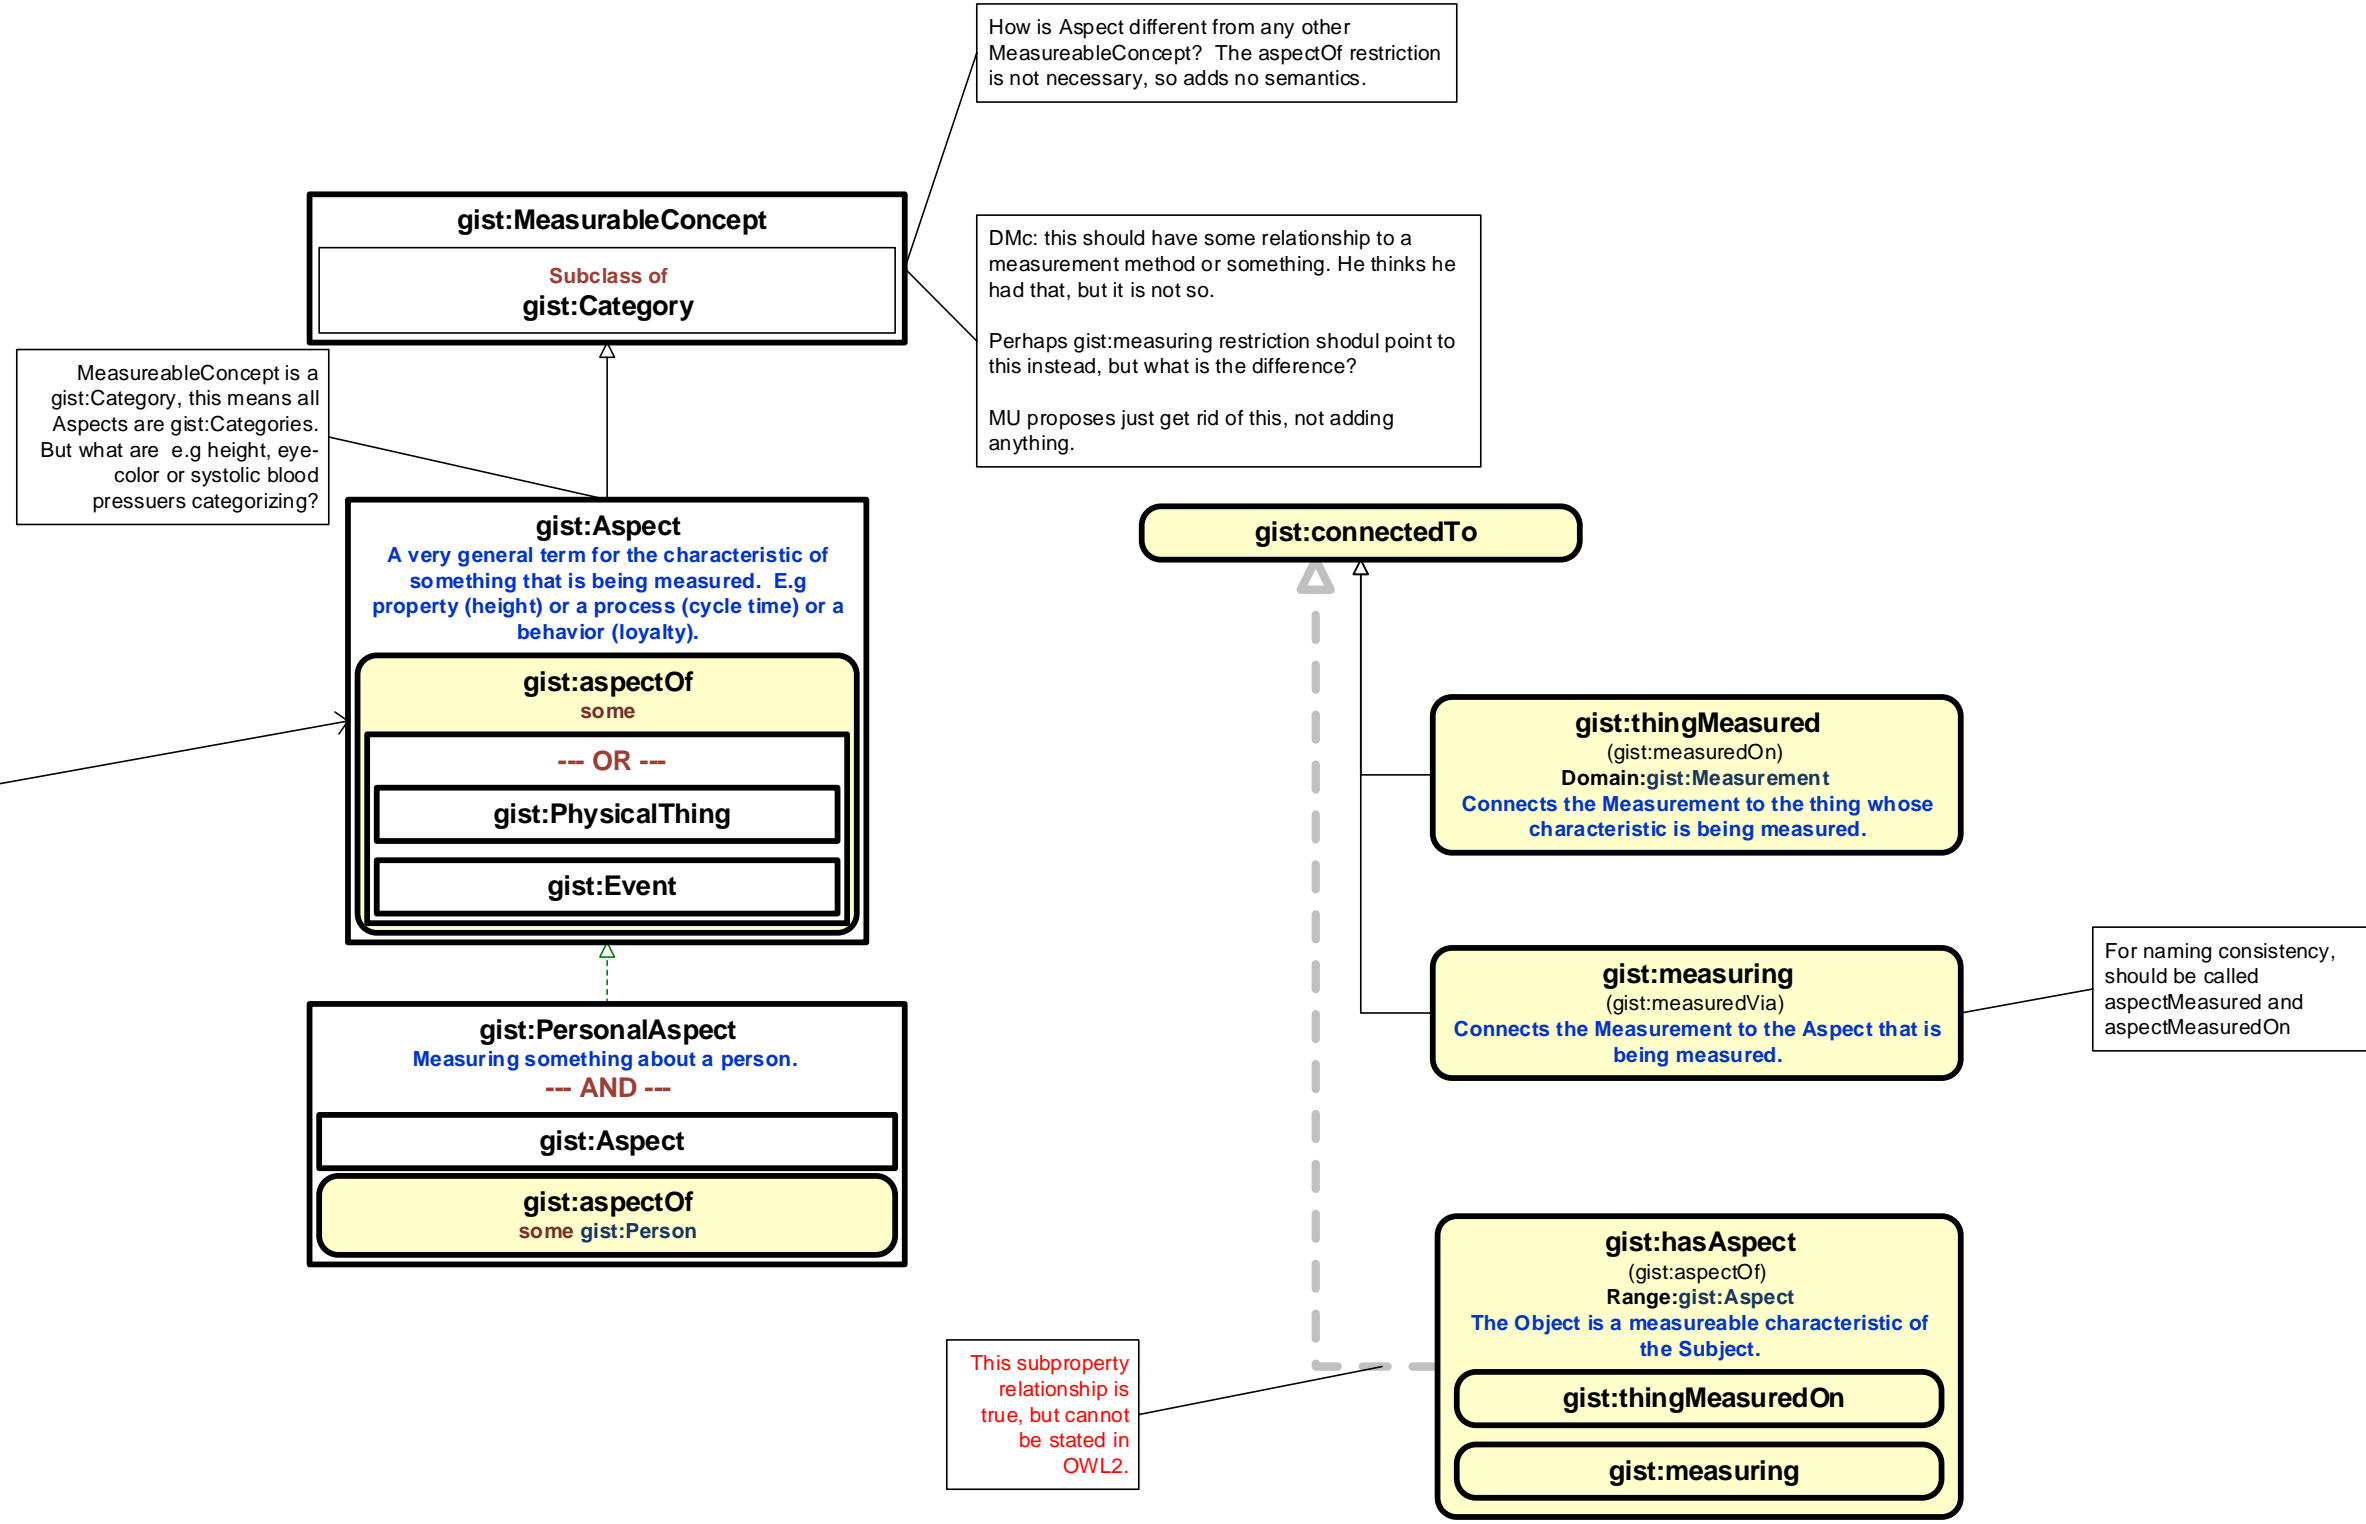 How is Aspect different from any other
MeasureableConcept?  The aspectOf restriction
is not necessary, so adds no semantics.
gist:MeasurableConcept
Subclass of
gist:Category
DMc: this should have some relationship to a
measurement method or something. He thinks he
had that, but it is not so.
Perhaps gist:measuring restriction shodul point to
this instead, but what is the difference?
MU proposes just get rid of this, not adding
anything.
MeasureableConcept is a
gist:Category, this means all
Aspects are gist:Categories.
But what are  e.g height, eye-
color or systolic blood
pressuers categorizing?
gist:Aspect
A very general term for the characteristic of
something that is being measured.  E.g
property (height) or a process (cycle time) or a
behavior (loyalty).
gist:aspectOf
some
--- OR ---
gist:PhysicalThing
gist:Event
gist:PersonalAspect
Measuring something about a person.
--- AND ---
gist:Aspect
gist:aspectOf
some gist:Person
gist:connectedTo
gist:thingMeasured
(gist:measuredOn)
Domain:gist:Measurement
Connects the Measurement to the thing whose
characteristic is being measured.
gist:measuring
(gist:measuredVia)
Connects the Measurement to the Aspect that is
being measured.
For naming consistency,
should be called
aspectMeasured and
aspectMeasuredOn
gist:hasAspect
(gist:aspectOf)
Range:gist:Aspect
The Object is a measureable characteristic of
the Subject.
gist:thingMeasuredOn
gist:measuring
This subproperty
relationship is
true, but cannot
be stated in
OWL2.